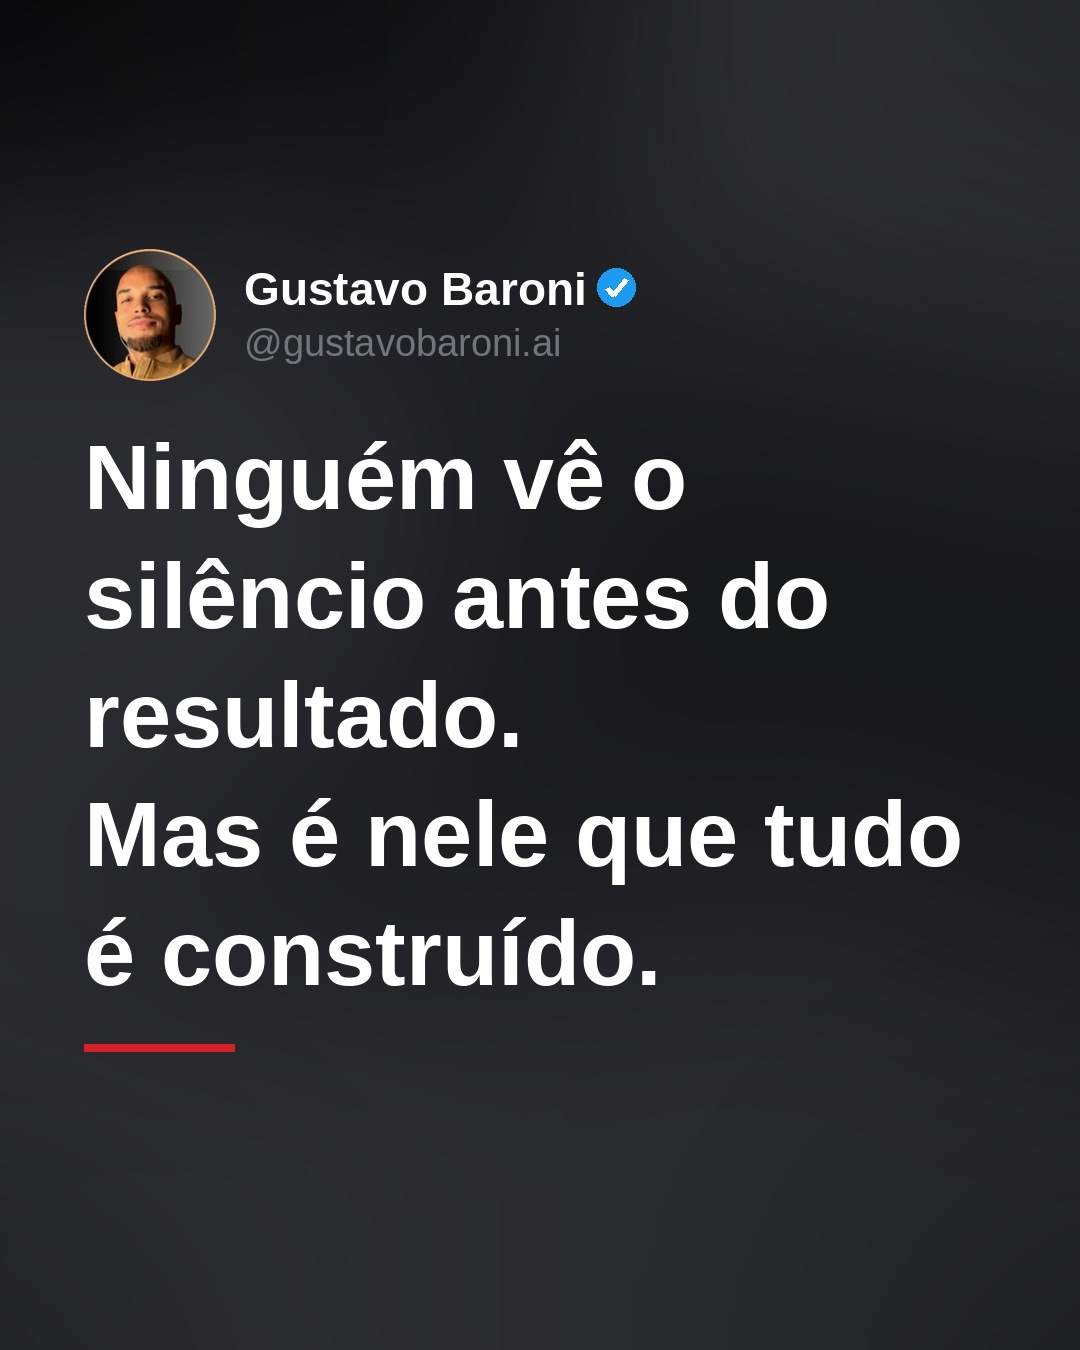 Gustavo Baroni
@gustavobaroni.ai
Ninguém vê o
silêncio antes do
resultado.
Mas é nele que tudo
é construído.